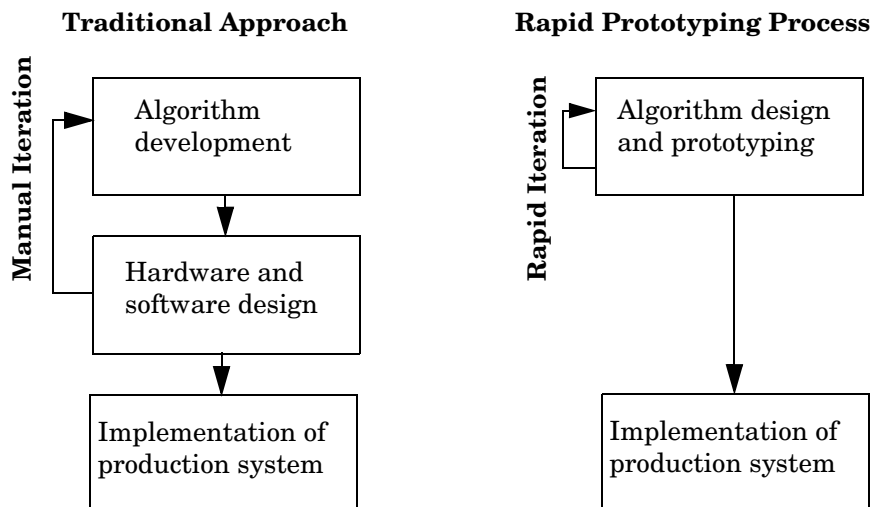 Traditional Approach
Manual Iteration
Algorithm
development
Hardware and
software design
Implementation of
production system
Rapid Prototyping Process
Rapid Iteration
Algorithm design
and prototyping
Implementation of
production system